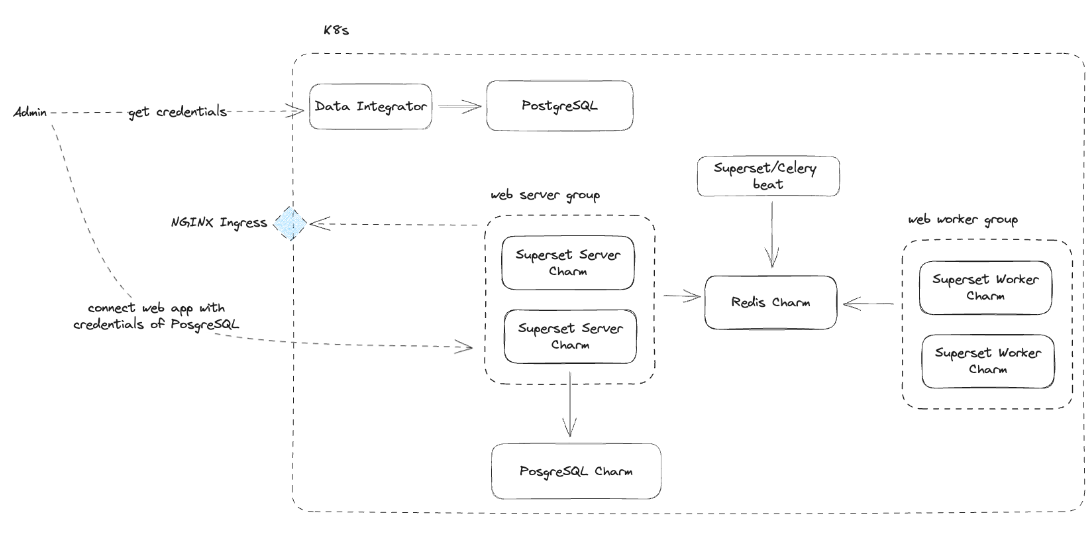 K8s
Admin
get credentials
Data Integrator
PostgreSQL
Superset/Celery
beat
web server group
web worker group
NGINX Ingress
Superset Server
Charm
Superset Worker
Charm
Redis Charm
connect web app with
credentials of PosgreSQL
Superset Server
Charm
Superset Worker
Charm
PosgreSQL Charm